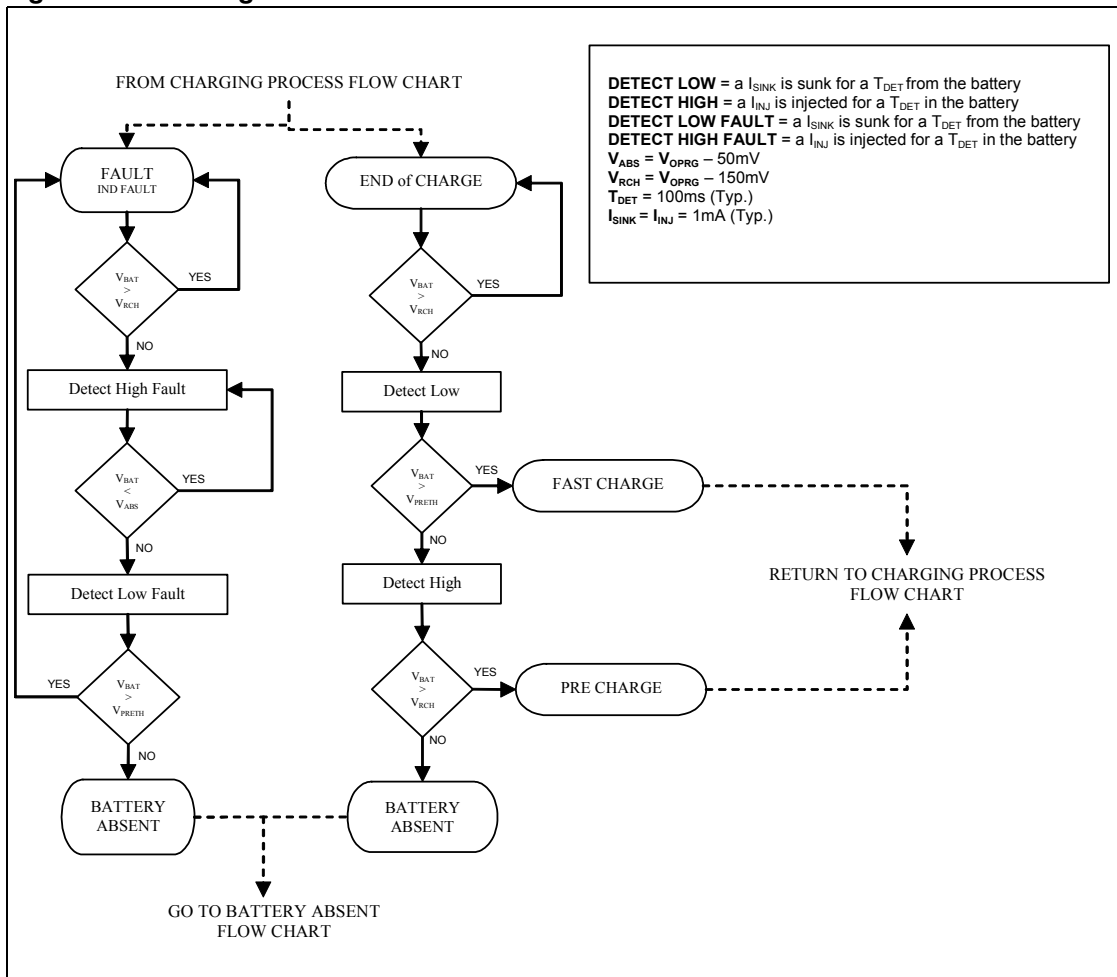 FROM CHARGING PROCESS FLOW CHART
DETECT LOW = a ISINK is sunk for a TDET from the battery
DETECT HIGH = a IINJ is injected for a TDET in the battery
DETECT LOW FAULT = a ISINK is sunk for a TDET from the battery
DETECT HIGH FAULT = a IINJ is injected for a TDET in the battery
VABS = VOPRG – 50mV
VRCH = VOPRG – 150mV
TDET = 100ms (Typ.)
ISINK = IINJ = 1mA (Typ.)
FAULT
IND FAULT
VBAT
>
VRCH
YES
NO
Detect High Fault
VBAT
<
VABS
YES
NO
Detect Low Fault
VBAT
>
VPRETH
YES
NO
BATTERY
ABSENT
END of CHARGE
VBAT
>
VRCH
YES
NO
Detect Low
VBAT
>
VPRETH
YES
FAST CHARGE
NO
Detect High
VBAT
>
VRCH
YES
PRE CHARGE
NO
BATTERY
ABSENT
RETURN TO CHARGING PROCESS
FLOW CHART
GO TO BATTERY ABSENT
FLOW CHART